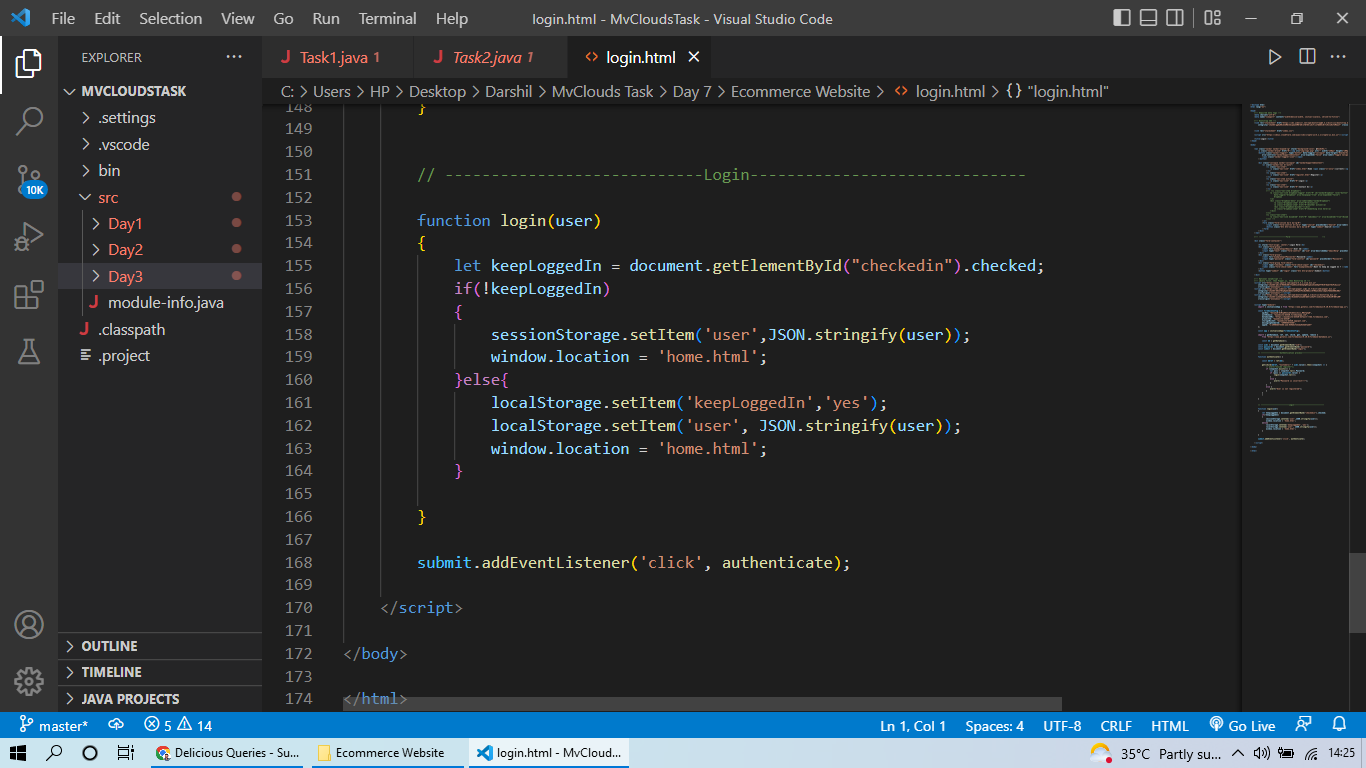 File Edit Selection View Go Run Terminal Help login.html - MvCloudsTask - Visual Studio Code
EXPLORER
Task1.java 1 Task2.java 1 login.html
C: > Users > HP > Desktop > Darshil > MvClouds Task > Day 7 > Ecommerce Website > login.html > {} "login.html"
MVCLOUDSTASK
.settings
.vscode
bin
src
Day1
Day2
Day3
module-info.java
.classpath
.project
10K
148 }
149
150
151 // ----------------------------Login------------------------------
152
153 function login(user)
154 {
155 let keepLoggedIn = document.getElementById("checkedin").checked;
156 if(!keepLoggedIn)
157 {
158 sessionStorage.setItem('user',JSON.stringify(user));
159 window.location = 'home.html';
160 }else{
161 localStorage.setItem('keepLoggedIn','yes');
162 localStorage.setItem('user', JSON.stringify(user));
163 window.location = 'home.html';
164 }
165
166 }
167
168 submit.addEventListener('click', authenticate);
169
170 </script>
171
172 </body>
173
174 </html>
OUTLINE
TIMELINE
JAVA PROJECTS
master* 5 14 Ln 1, Col 1 Spaces: 4 UTF-8 CRLF HTML Go Live
Delicious Queries - Su... Ecommerce Website login.html - MvCloud... 35°C Partly su... 14:25